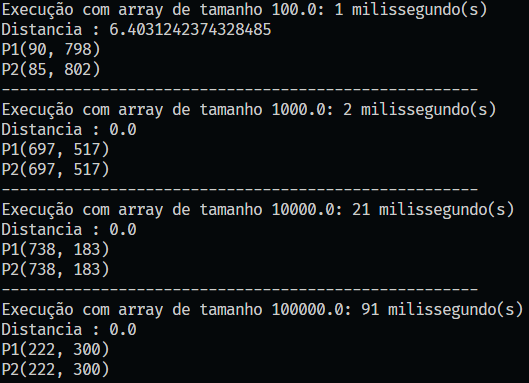 Execução com array de tamanho 100.0: 1 milissegundo(s)
Distancia : 6.4031242374328485
P1(90, 798)
P2(85, 802)
-----------------------------------------------------
Execução com array de tamanho 1000.0: 2 milissegundo(s)
Distancia : 0.0
P1(697, 517)
P2(697, 517)
-----------------------------------------------------
Execução com array de tamanho 10000.0: 21 milissegundo(s)
Distancia : 0.0
P1(738, 183)
P2(738, 183)
-----------------------------------------------------
Execução com array de tamanho 100000.0: 91 milissegundo(s)
Distancia : 0.0
P1(222, 300)
P2(222, 300)